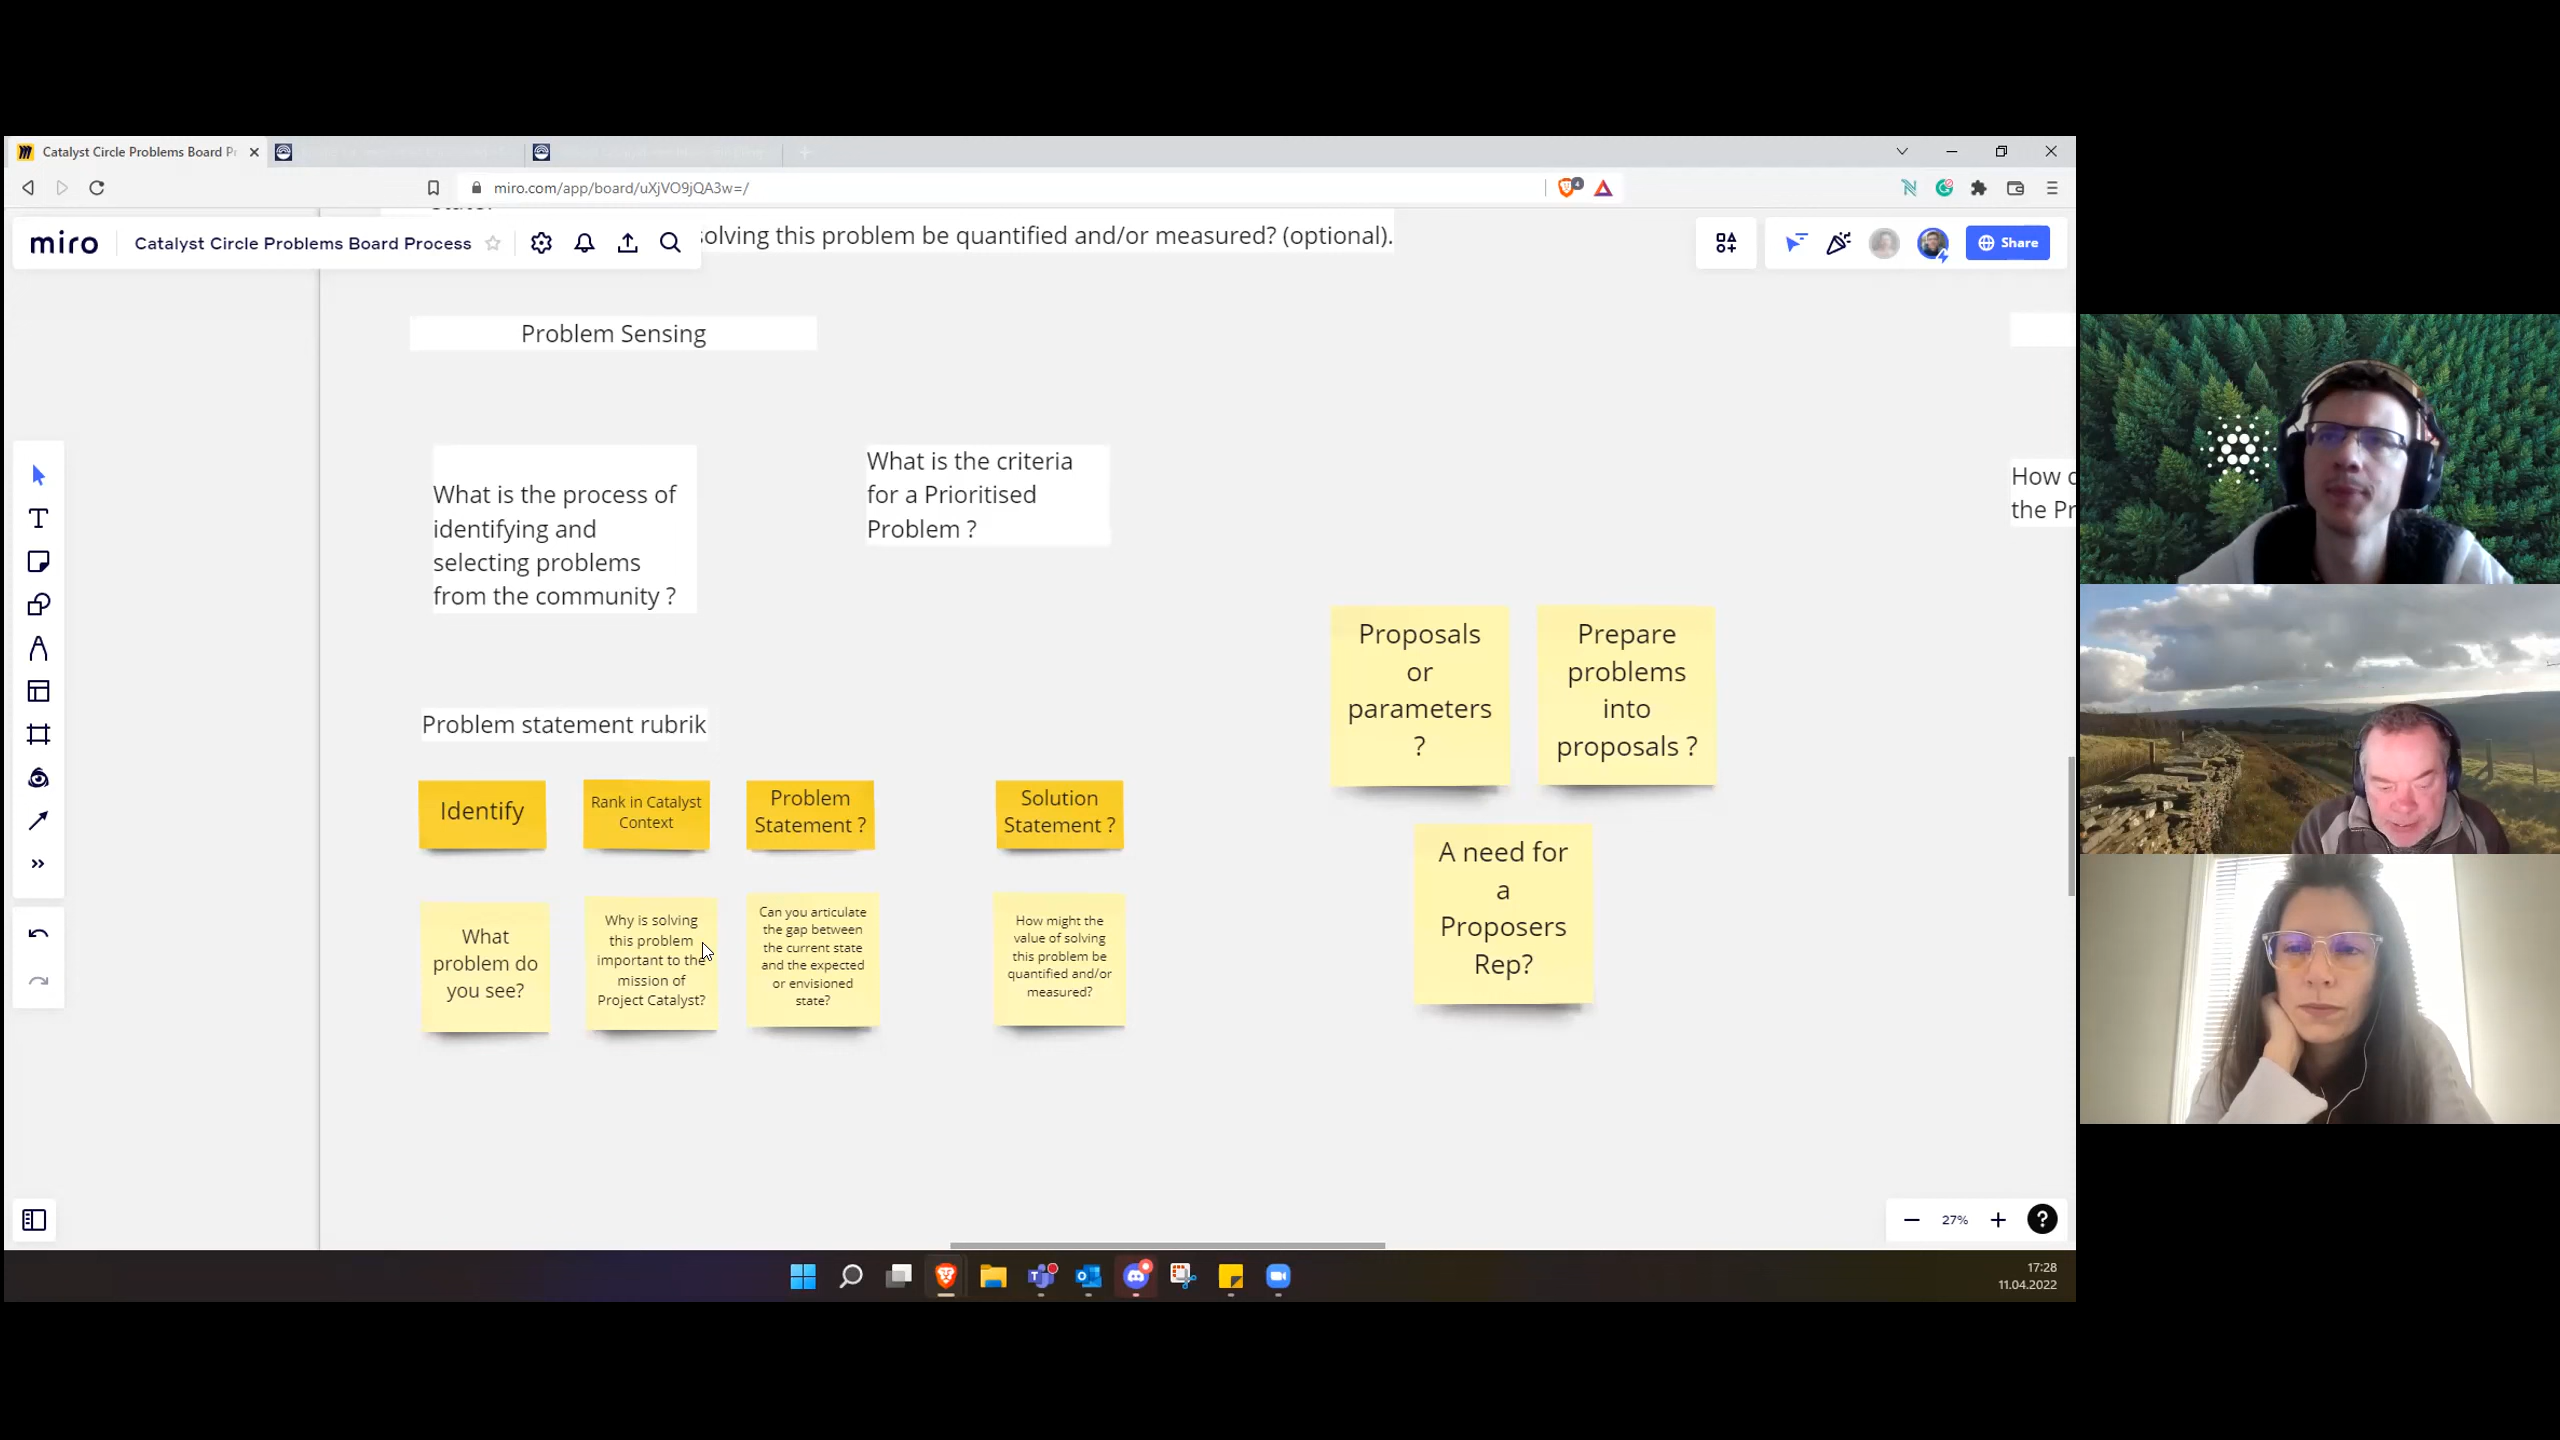 Catalyst Circle Problems Board Pr
miro.com/app/board/uXjVO9jQA3w=/
4
miro
Catalyst Circle Problems Board Process
solving this problem be quantified and/or measured? (optional).
Share
Problem Sensing
What is the process of
identifying and
selecting problems
from the community ?
What is the criteria
for a Prioritised
Problem ?
How
the Pr
Proposals
or
parameters
?
Prepare
problems
into
proposals ?
A need for
a
Proposers
Rep?
Problem statement rubrik
Identify
Rank in Catalyst
Context
Problem
Statement ?
Solution
Statement ?
What
problem do
you see?
Why is solving
this problem
important to the
mission of
Project Catalyst?
Can you articulate
the gap between
the current state
and the expected
or envisioned
state?
How might the
value of solving
this problem be
quantified and/or
measured?
27%
17:28
11.04.2022